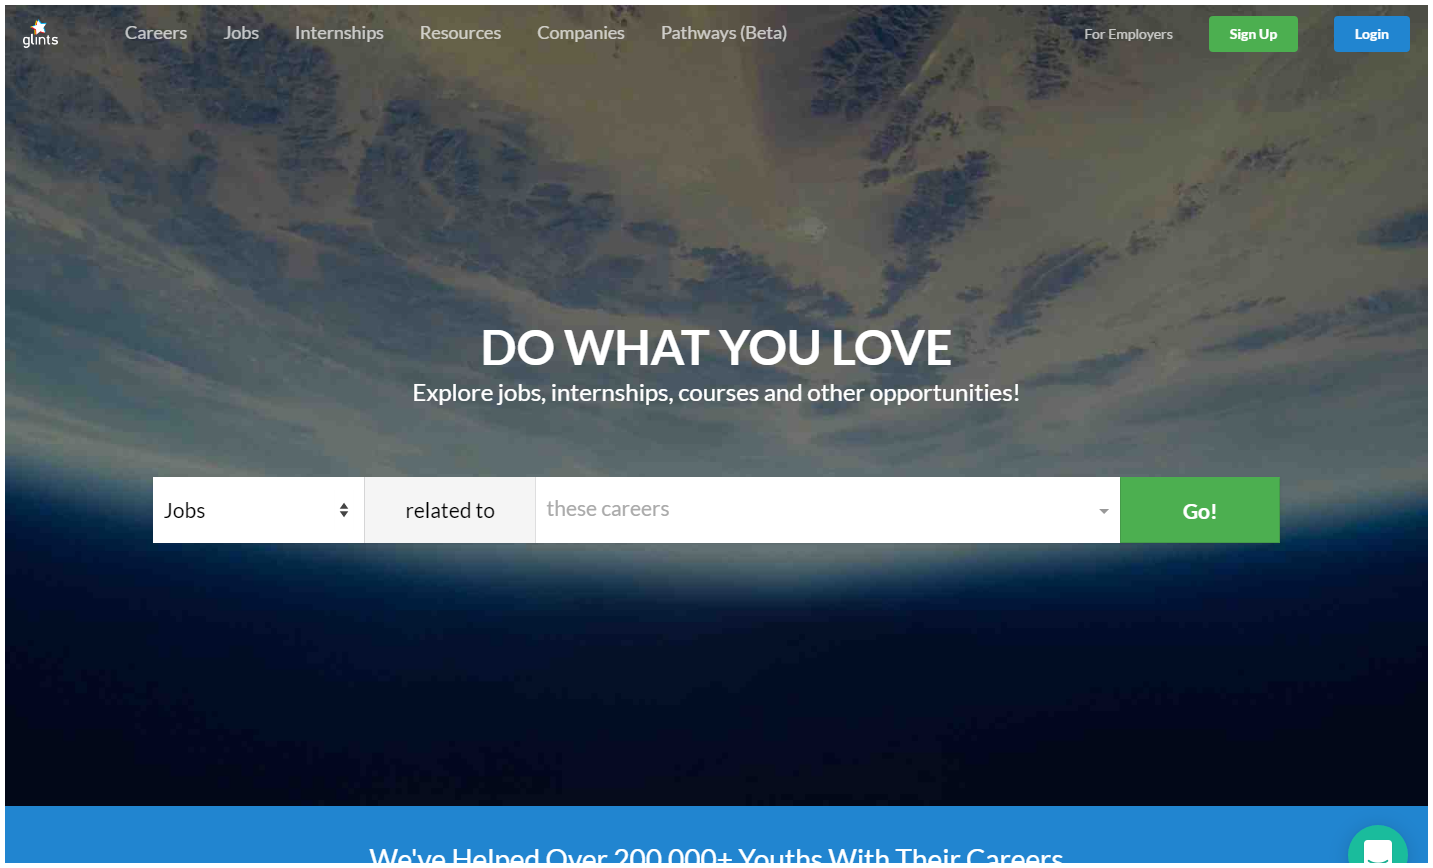 glints
Careers Jobs Internships Resources Companies Pathways (Beta) For Employers Sign Up Login
DO WHAT YOU LOVE
Explore jobs, internships, courses and other opportunities!
Jobs related to these careers Go!
We've Helped Over 200,000+ Youths With Their Careers